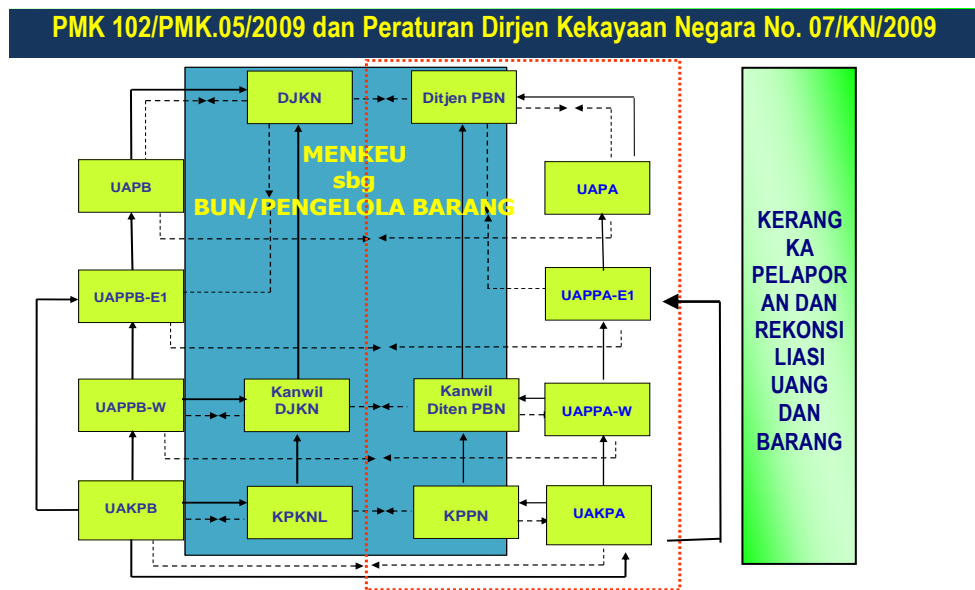 PMK 102/PMK.05/2009 dan Peraturan Dirjen Kekayaan Negara No. 07/KN/2009
DJKN
Ditjen PBN
MENKEU
sbg
BUN/PENGELOLA BARANG
UAPB
UAPA
UAPPB-E1
UAPPA-E1
UAPPB-W
Kanwil
DJKN
Kanwil
Diten PBN
UAPPA-W
UAKPB
KPKNL
KPPN
UAKPA
KERANG
KA
PELAPOR
AN DAN
REKONSI
LIASI
UANG
DAN
BARANG